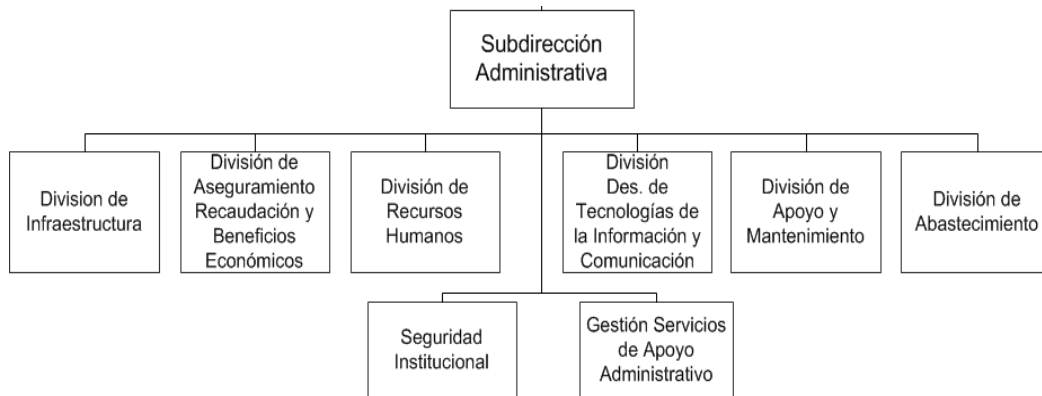 Subdirección
Administrativa
Division de
Infraestructura
División de
Aseguramiento
Recaudación y
Beneficios
Económicos
División de
Recursos
Humanos
División
Des. de
Tecnologías de
la Información y
Comunicación
División de
Apoyo y
Mantenimiento
División de
Abastecimiento
Seguridad
Institucional
Gestión Servicios
de Apoyo
Administrativo